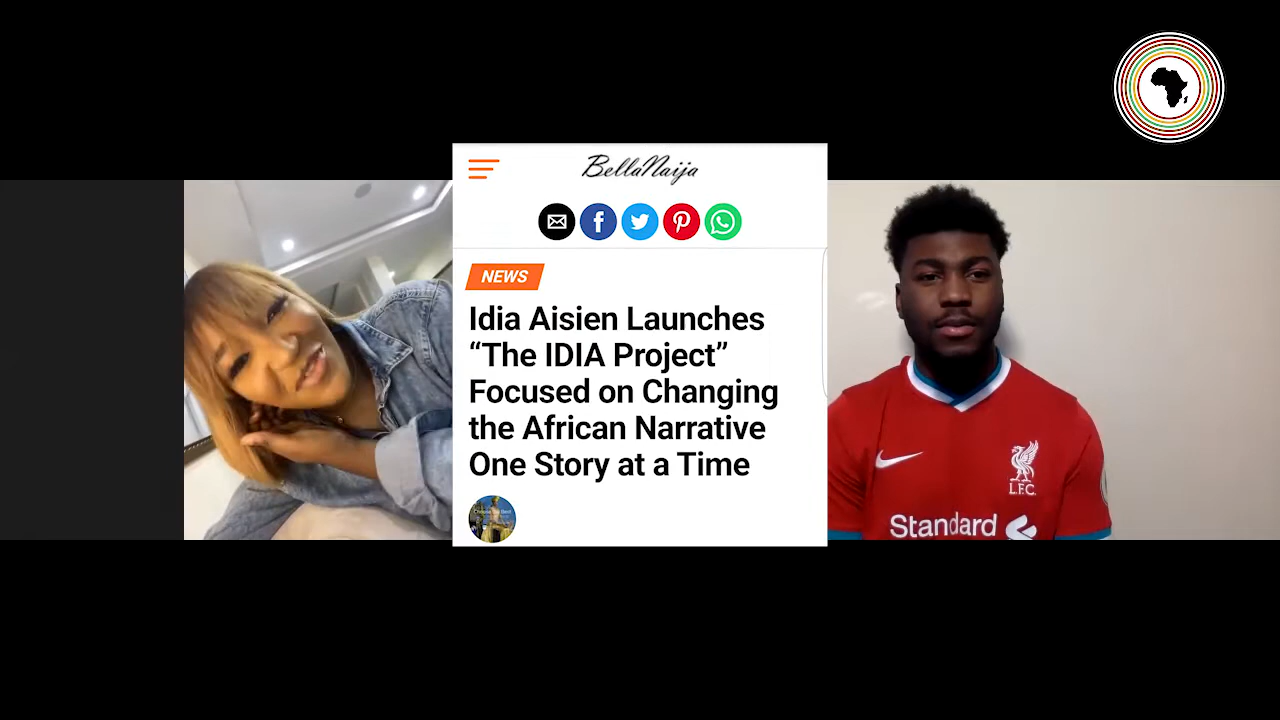 BellaNaija
NEWS
Idia Aisien Launches
“The IDIA Project”
Focused on Changing
the African Narrative
One Story at a Time
L.F.C.
Standard